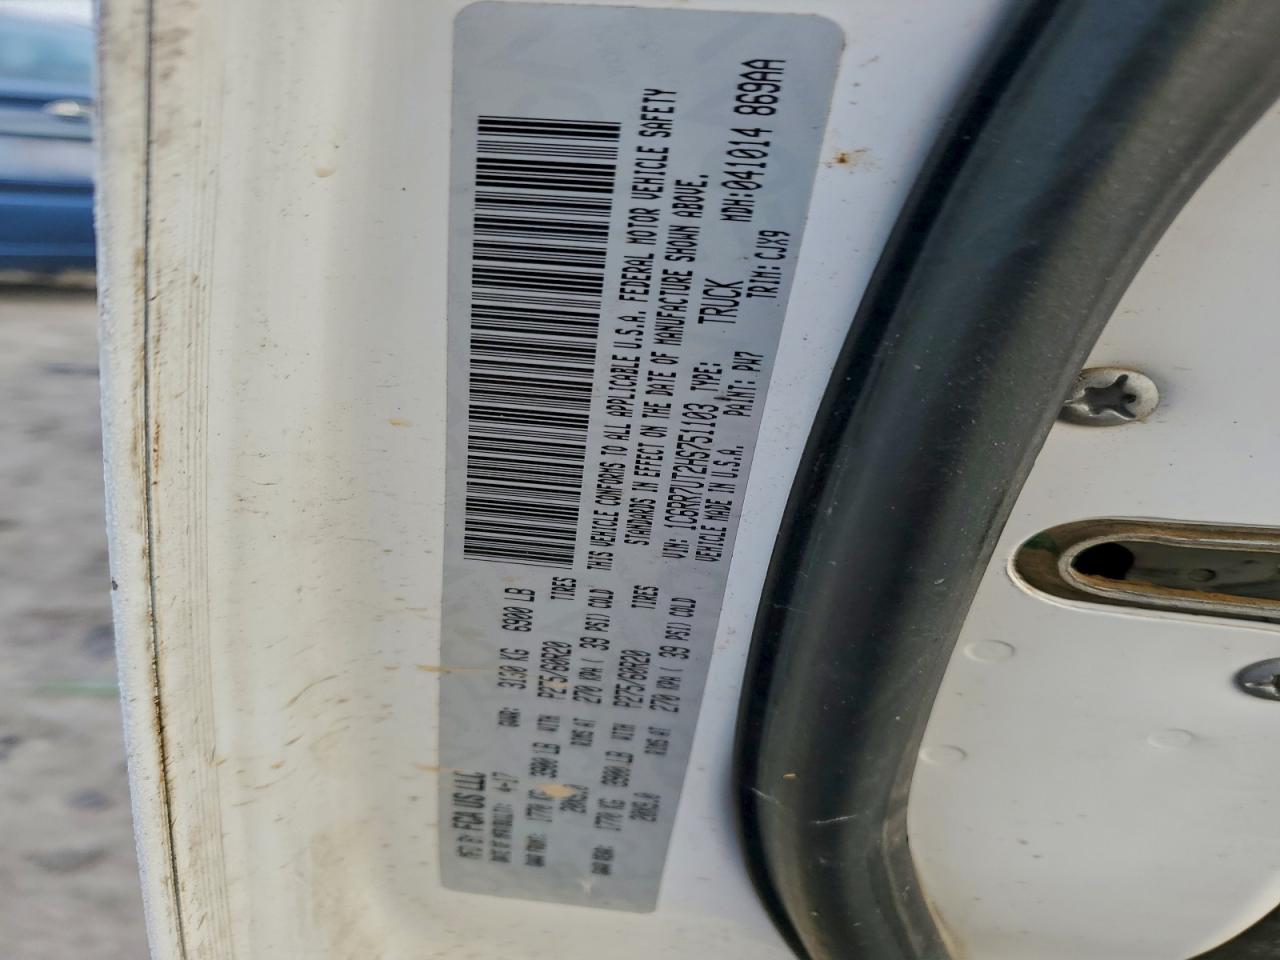 MFD BY: FCA US LLC
DATE OF MFR: 4-17 GVWR: 3130 KG 6900 LB
GAWR FRONT: 1770 KG 3900 LB WITH P275/60R20 TIRES
20X9.0 RIMS AT 270 KPA( 39 PSI) COLD
GAWR REAR: 1770 KG 3900 LB WITH P275/60R20 TIRES
20X9.0 RIMS AT 270 KPA( 39 PSI) COLD
THIS VEHICLE CONFORMS TO ALL APPLICABLE U.S.A. FEDERAL MOTOR VEHICLE SAFETY
STANDARDS IN EFFECT ON THE DATE OF MANUFACTURE SHOWN ABOVE.
VIN: 1C6RR7UT2HS751103 TYPE: TRUCK MDH:041014 869AA
VEHICLE MADE IN U.S.A. PAINT: PW7 TRIM: CJX9